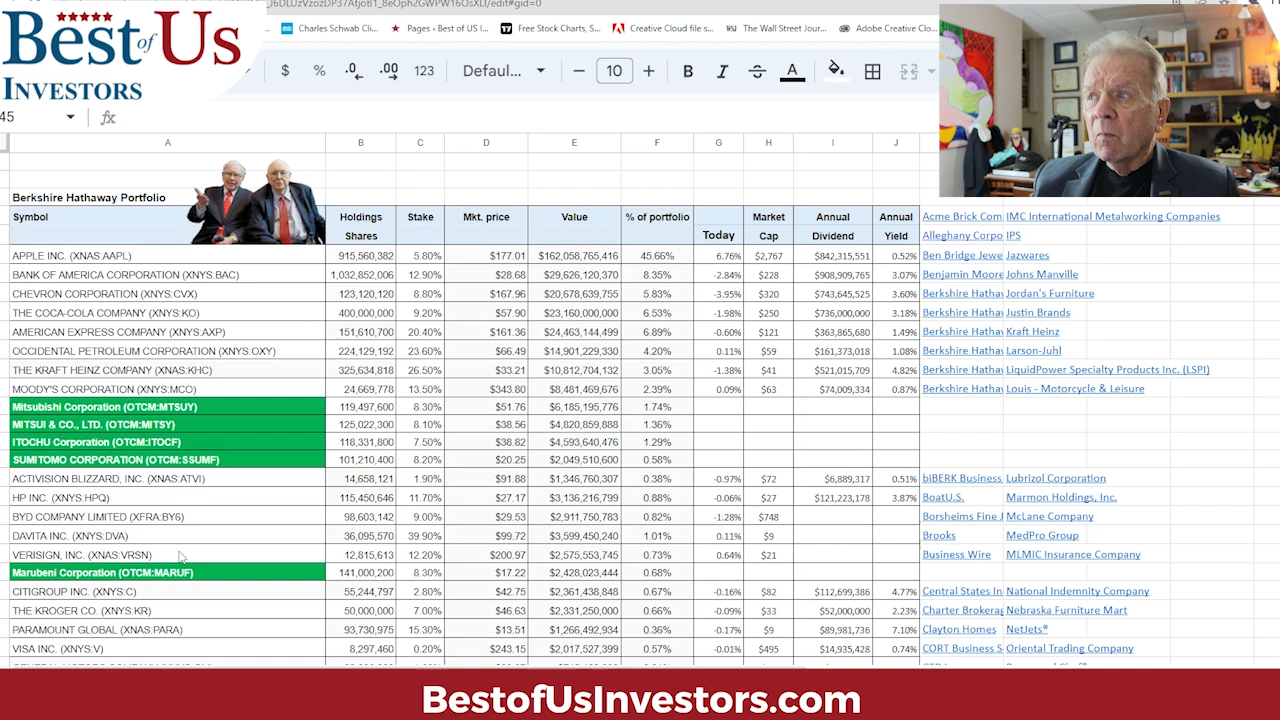 Best of Us
INVESTORS
Charles Schwab Cli...
Pages ‹ Best of US I...
Free Stock Charts, S...
Creative Cloud file s...
The Wall Street Jour...
Adobe Creative Clo...
$ % .0 .00 123 Defaul... − 10 + B I A
45 fx
A B C D E F G H I J
Berkshire Hathaway Portfolio
Symbol Holdings Shares Stake Mkt. price Value % of portfolio Today Market Cap Annual Dividend Annual Yield Acme Brick Com IMC International Metalworking Companies
Alleghany Corpo IPS
APPLE INC. (XNAS:AAPL) 915,560,382 5.80% $177.01 $162,058,765,416 45.66% 6.76% $2,767 $842,315,551 0.52% Ben Bridge Jewe Jazwares
BANK OF AMERICA CORPORATION (XNYS:BAC) 1,032,852,006 12.90% $28.68 $29,626,120,370 8.35% -2.84% $228 $908,909,765 3.07% Benjamin Moore Johns Manville
CHEVRON CORPORATION (XNYS:CVX) 123,120,120 8.80% $167.96 $20,678,639,755 5.83% -3.95% $320 $743,645,525 3.60% Berkshire Hathaw Jordan's Furniture
THE COCA-COLA COMPANY (XNYS:KO) 400,000,000 9.20% $57.90 $23,160,000,000 6.53% -1.98% $250 $736,000,000 3.18% Berkshire Hathaw Justin Brands
AMERICAN EXPRESS COMPANY (XNYS:AXP) 151,610,700 20.40% $161.36 $24,463,144,499 6.89% -0.60% $121 $363,865,680 1.49% Berkshire Hathaw Kraft Heinz
OCCIDENTAL PETROLEUM CORPORATION (XNYS:OXY) 224,129,192 23.60% $66.49 $14,901,229,330 4.20% 0.11% $59 $161,373,018 1.08% Berkshire Hathaw Larson-Juhl
THE KRAFT HEINZ COMPANY (XNAS:KHC) 325,634,818 26.50% $33.21 $10,812,704,132 3.05% -1.38% $41 $521,015,709 4.82% Berkshire Hathaw LiquidPower Specialty Products Inc. (LSPI)
MOODY'S CORPORATION (XNYS:MCO) 24,669,778 13.50% $343.80 $8,481,469,676 2.39% 0.09% $63 $74,009,334 0.87% Berkshire Hathaw Louis - Motorcycle & Leisure
Mitsubishi Corporation (OTCM:MTSUY) 119,497,600 8.30% $51.76 $6,185,195,776 1.74%
MITSUI & CO., LTD. (OTCM:MITSY) 125,022,300 8.10% $38.56 $4,820,859,888 1.36%
ITOCHU Corporation (OTCM:ITOCF) 118,331,800 7.50% $38.82 $4,593,640,476 1.29%
SUMITOMO CORPORATION (OTCM:SSUMF) 101,210,400 8.20% $20.25 $2,049,510,600 0.58%
ACTIVISION BLIZZARD, INC. (XNAS:ATVI) 14,658,121 1.90% $91.88 $1,346,760,307 0.38% -0.97% $72 $6,889,317 0.51% biBERK Business Lubrizol Corporation
HP INC. (XNYS:HPQ) 115,450,646 11.70% $27.17 $3,136,216,799 0.88% -0.06% $27 $121,223,178 3.87% BoatU.S. Marmon Holdings, Inc.
BYD COMPANY LIMITED (XFRA:BY6) 98,603,142 9.00% $29.53 $2,911,750,783 0.82% -1.28% $748 Borsheims Fine J McLane Company
DAVITA INC. (XNYS:DVA) 36,095,570 39.90% $99.72 $3,599,450,240 1.01% 0.11% $9 Brooks MedPro Group
VERISIGN, INC. (XNAS:VRSN) 12,815,613 12.20% $200.97 $2,575,553,745 0.73% 0.64% $21 Business Wire MLMIC Insurance Company
Marubeni Corporation (OTCM:MARUF) 141,000,200 8.30% $17.22 $2,428,023,444 0.68%
CITIGROUP INC. (XNYS:C) 55,244,797 2.80% $42.75 $2,361,438,848 0.67% -0.16% $82 $112,699,386 4.77% Central States In National Indemnity Company
THE KROGER CO. (XNYS:KR) 50,000,000 7.00% $46.63 $2,331,250,000 0.66% -0.09% $33 $52,000,000 2.23% Charter Brokerag Nebraska Furniture Mart
PARAMOUNT GLOBAL (XNAS:PARA) 93,730,975 15.30% $13.51 $1,266,492,934 0.36% -0.17% $9 $89,981,736 7.10% Clayton Homes NetJets®
VISA INC. (XNYS:V) 8,297,460 0.20% $243.15 $2,017,527,399 0.57% -0.01% $495 $14,935,428 0.74% CORT Business S Oriental Trading Company
BestofUsInvestors.com